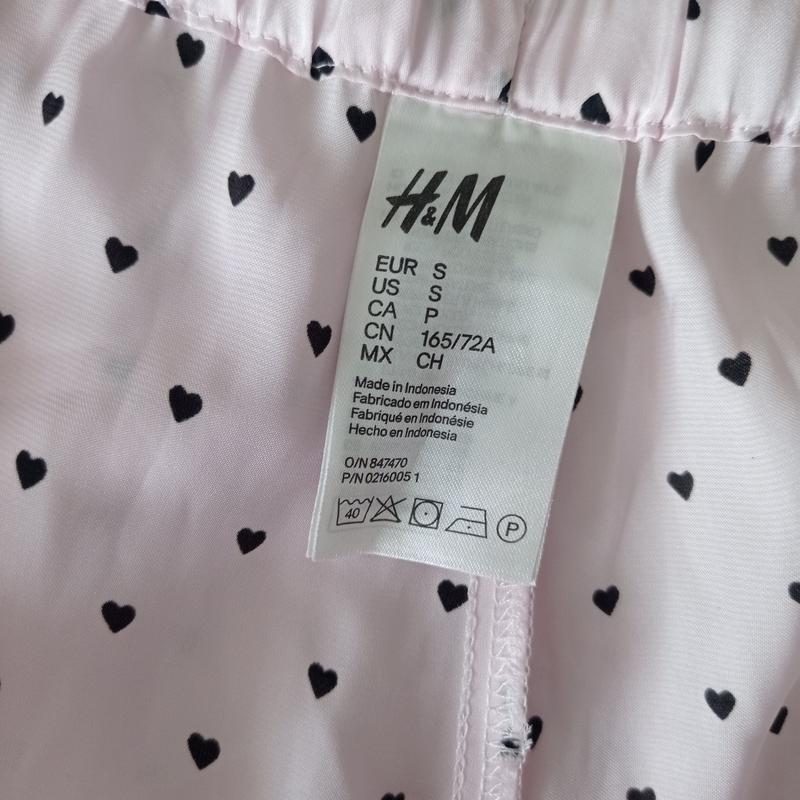 H&M
EUR S
US S
CA P
CN 165/72A
MX CH
Made in Indonesia
Fabricado em Indonésia
Fabriqué en Indonésie
Hecho en Indonesia
O/N 847470
P/N 0216005 1
40 P